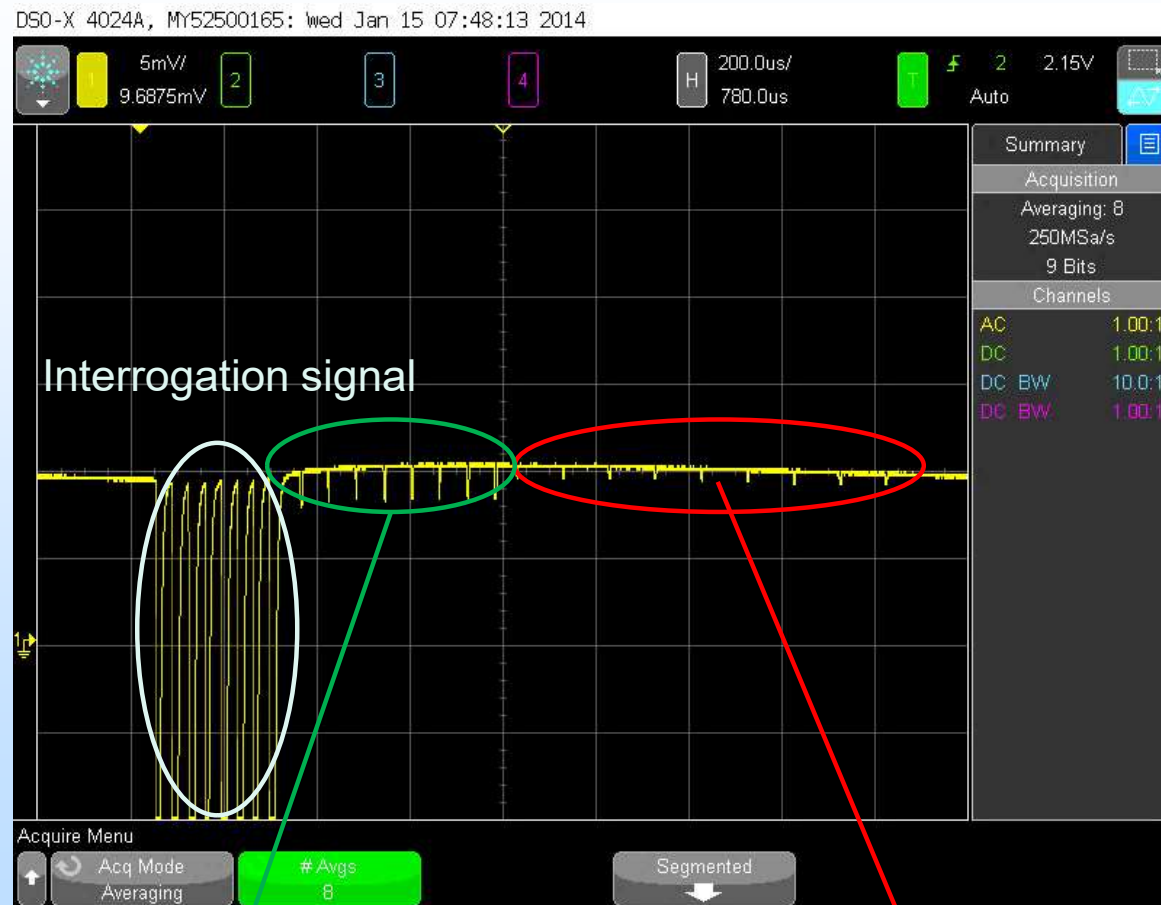 DSO-X 4024A, MY52500165: Wed Jan 15 07:48:13 2014
1 5mV/ 2 3 4 H 200.0us/ T 2 2.15V
9.6875mV 780.0us Auto
Summary
Acquisition
Averaging: 8
250MSa/s
9 Bits
Channels
AC 1.00:1
DC 1.00:1
DC BW 10.0:1
DC BW 1.00:1
Interrogation signal
1
Acquire Menu
Acq Mode # Avgs Segmented
Averaging 8